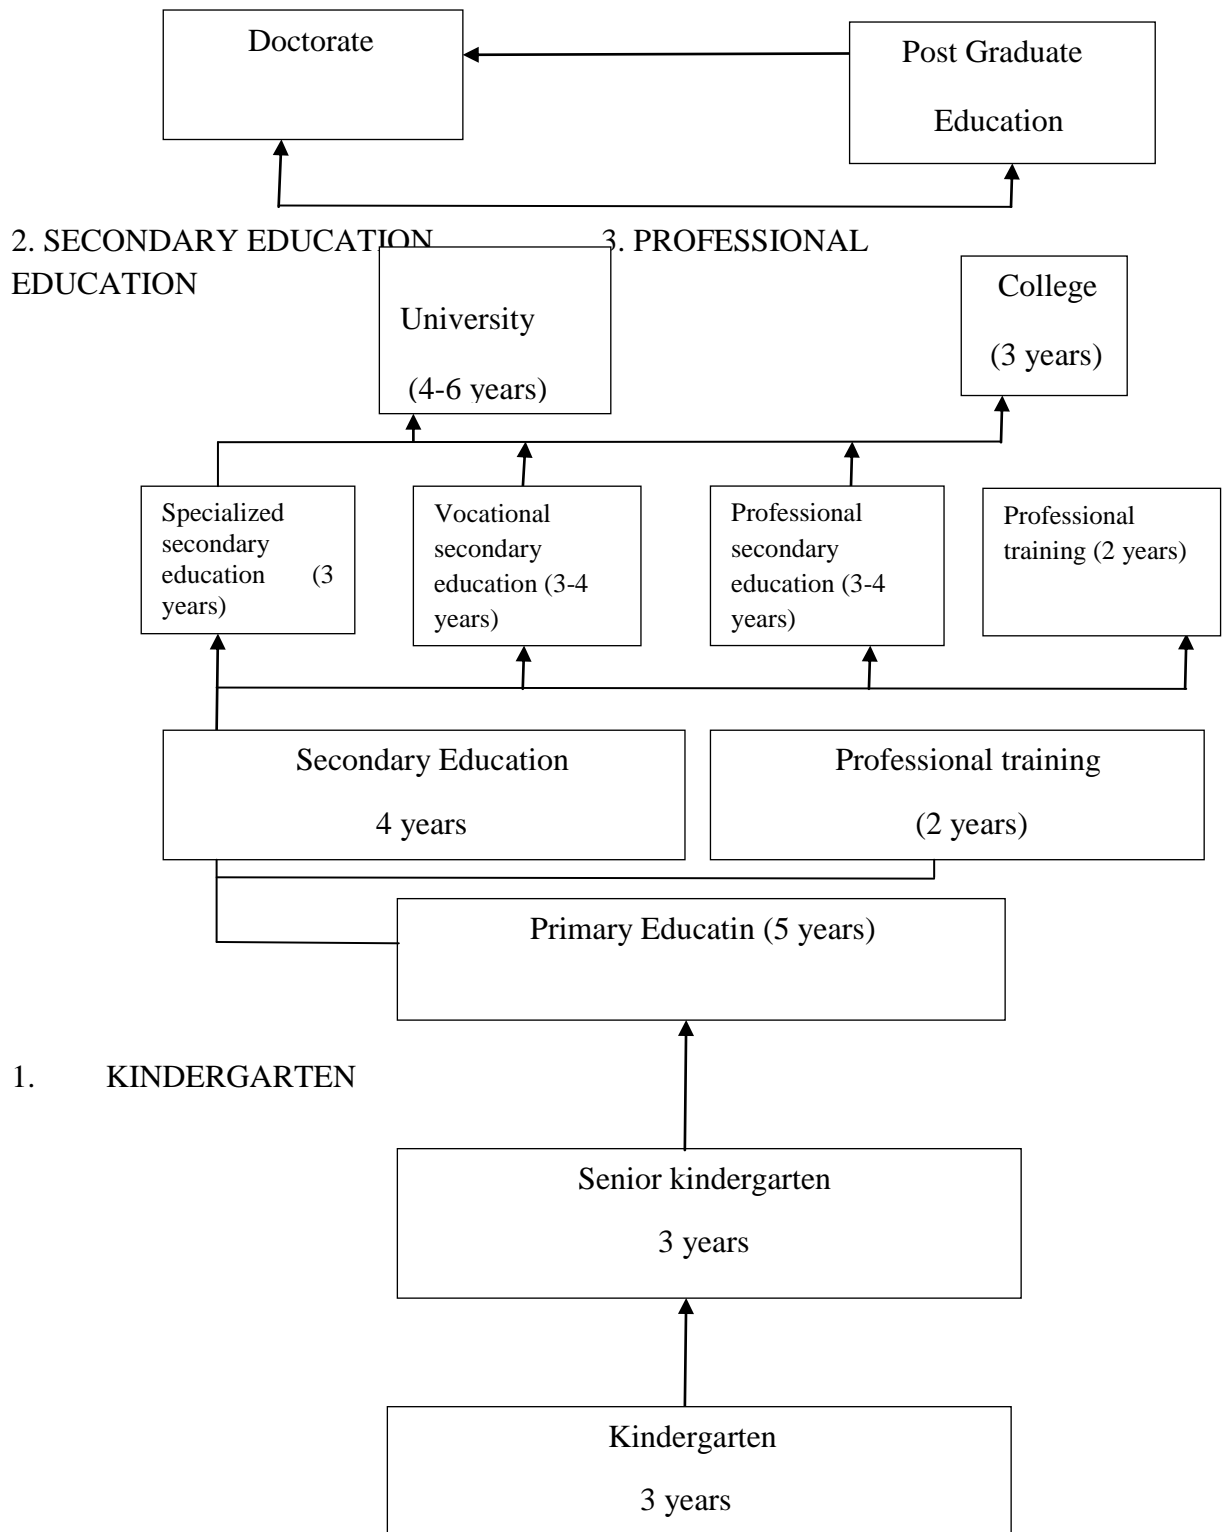 Doctorate
Post Graduate
Education
2. SECONDARY EDUCATION 3. PROFESSIONAL
EDUCATION
University
(4-6 years)
College
(3 years)
Specialized
secondary
education (3
years)
Vocational
secondary
education (3-4
years)
Professional
secondary
education (3-4
years)
Professional
training (2 years)
Secondary Education
4 years
Professional training
(2 years)
Primary Educatin (5 years)
1. KINDERGARTEN
Senior kindergarten
3 years
Kindergarten
3 years